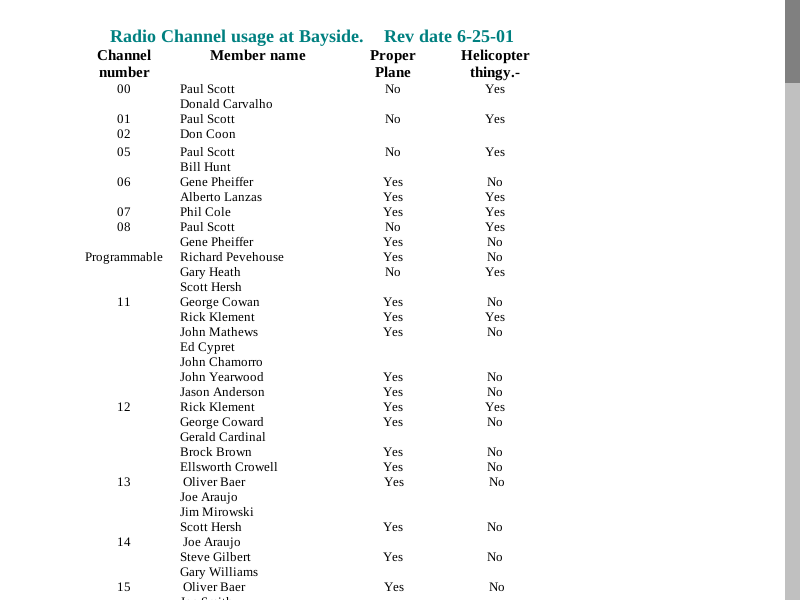 Radio Channel usage at Bayside. Rev date 6-25-01
Channel number Member name Proper Plane Helicopter thingy.-
00 Paul Scott No Yes
Donald Carvalho
01 Paul Scott No Yes
02 Don Coon
05 Paul Scott No Yes
Bill Hunt
06 Gene Pheiffer Yes No
Alberto Lanzas Yes Yes
07 Phil Cole Yes Yes
08 Paul Scott No Yes
Gene Pheiffer Yes No
Programmable Richard Pevehouse Yes No
Gary Heath No Yes
Scott Hersh
11 George Cowan Yes No
Rick Klement Yes Yes
John Mathews Yes No
Ed Cypret
John Chamorro
John Yearwood Yes No
Jason Anderson Yes No
12 Rick Klement Yes Yes
George Coward Yes No
Gerald Cardinal
Brock Brown Yes No
Ellsworth Crowell Yes No
13 Oliver Baer Yes No
Joe Araujo
Jim Mirowski
Scott Hersh Yes No
14 Joe Araujo
Steve Gilbert Yes No
Gary Williams
15 Oliver Baer Yes No